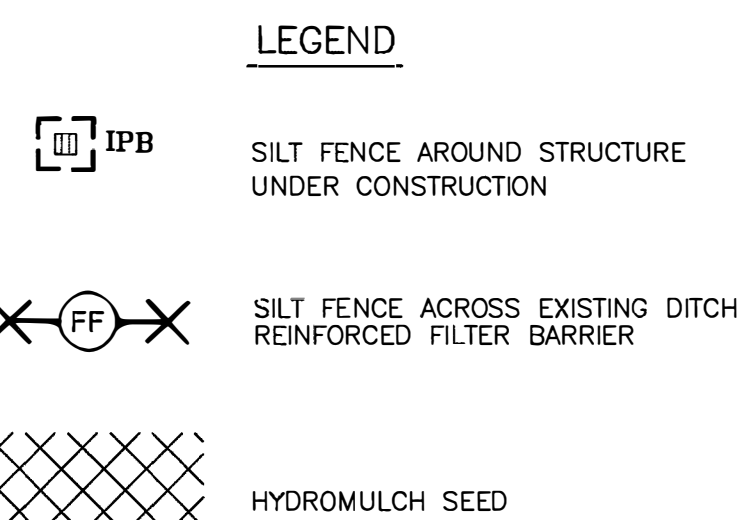 LEGEND
IPB
SILT FENCE AROUND STRUCTURE
UNDER CONSTRUCTION
FF
SILT FENCE ACROSS EXISTING DITCH
REINFORCED FILTER BARRIER
HYDROMULCH SEED